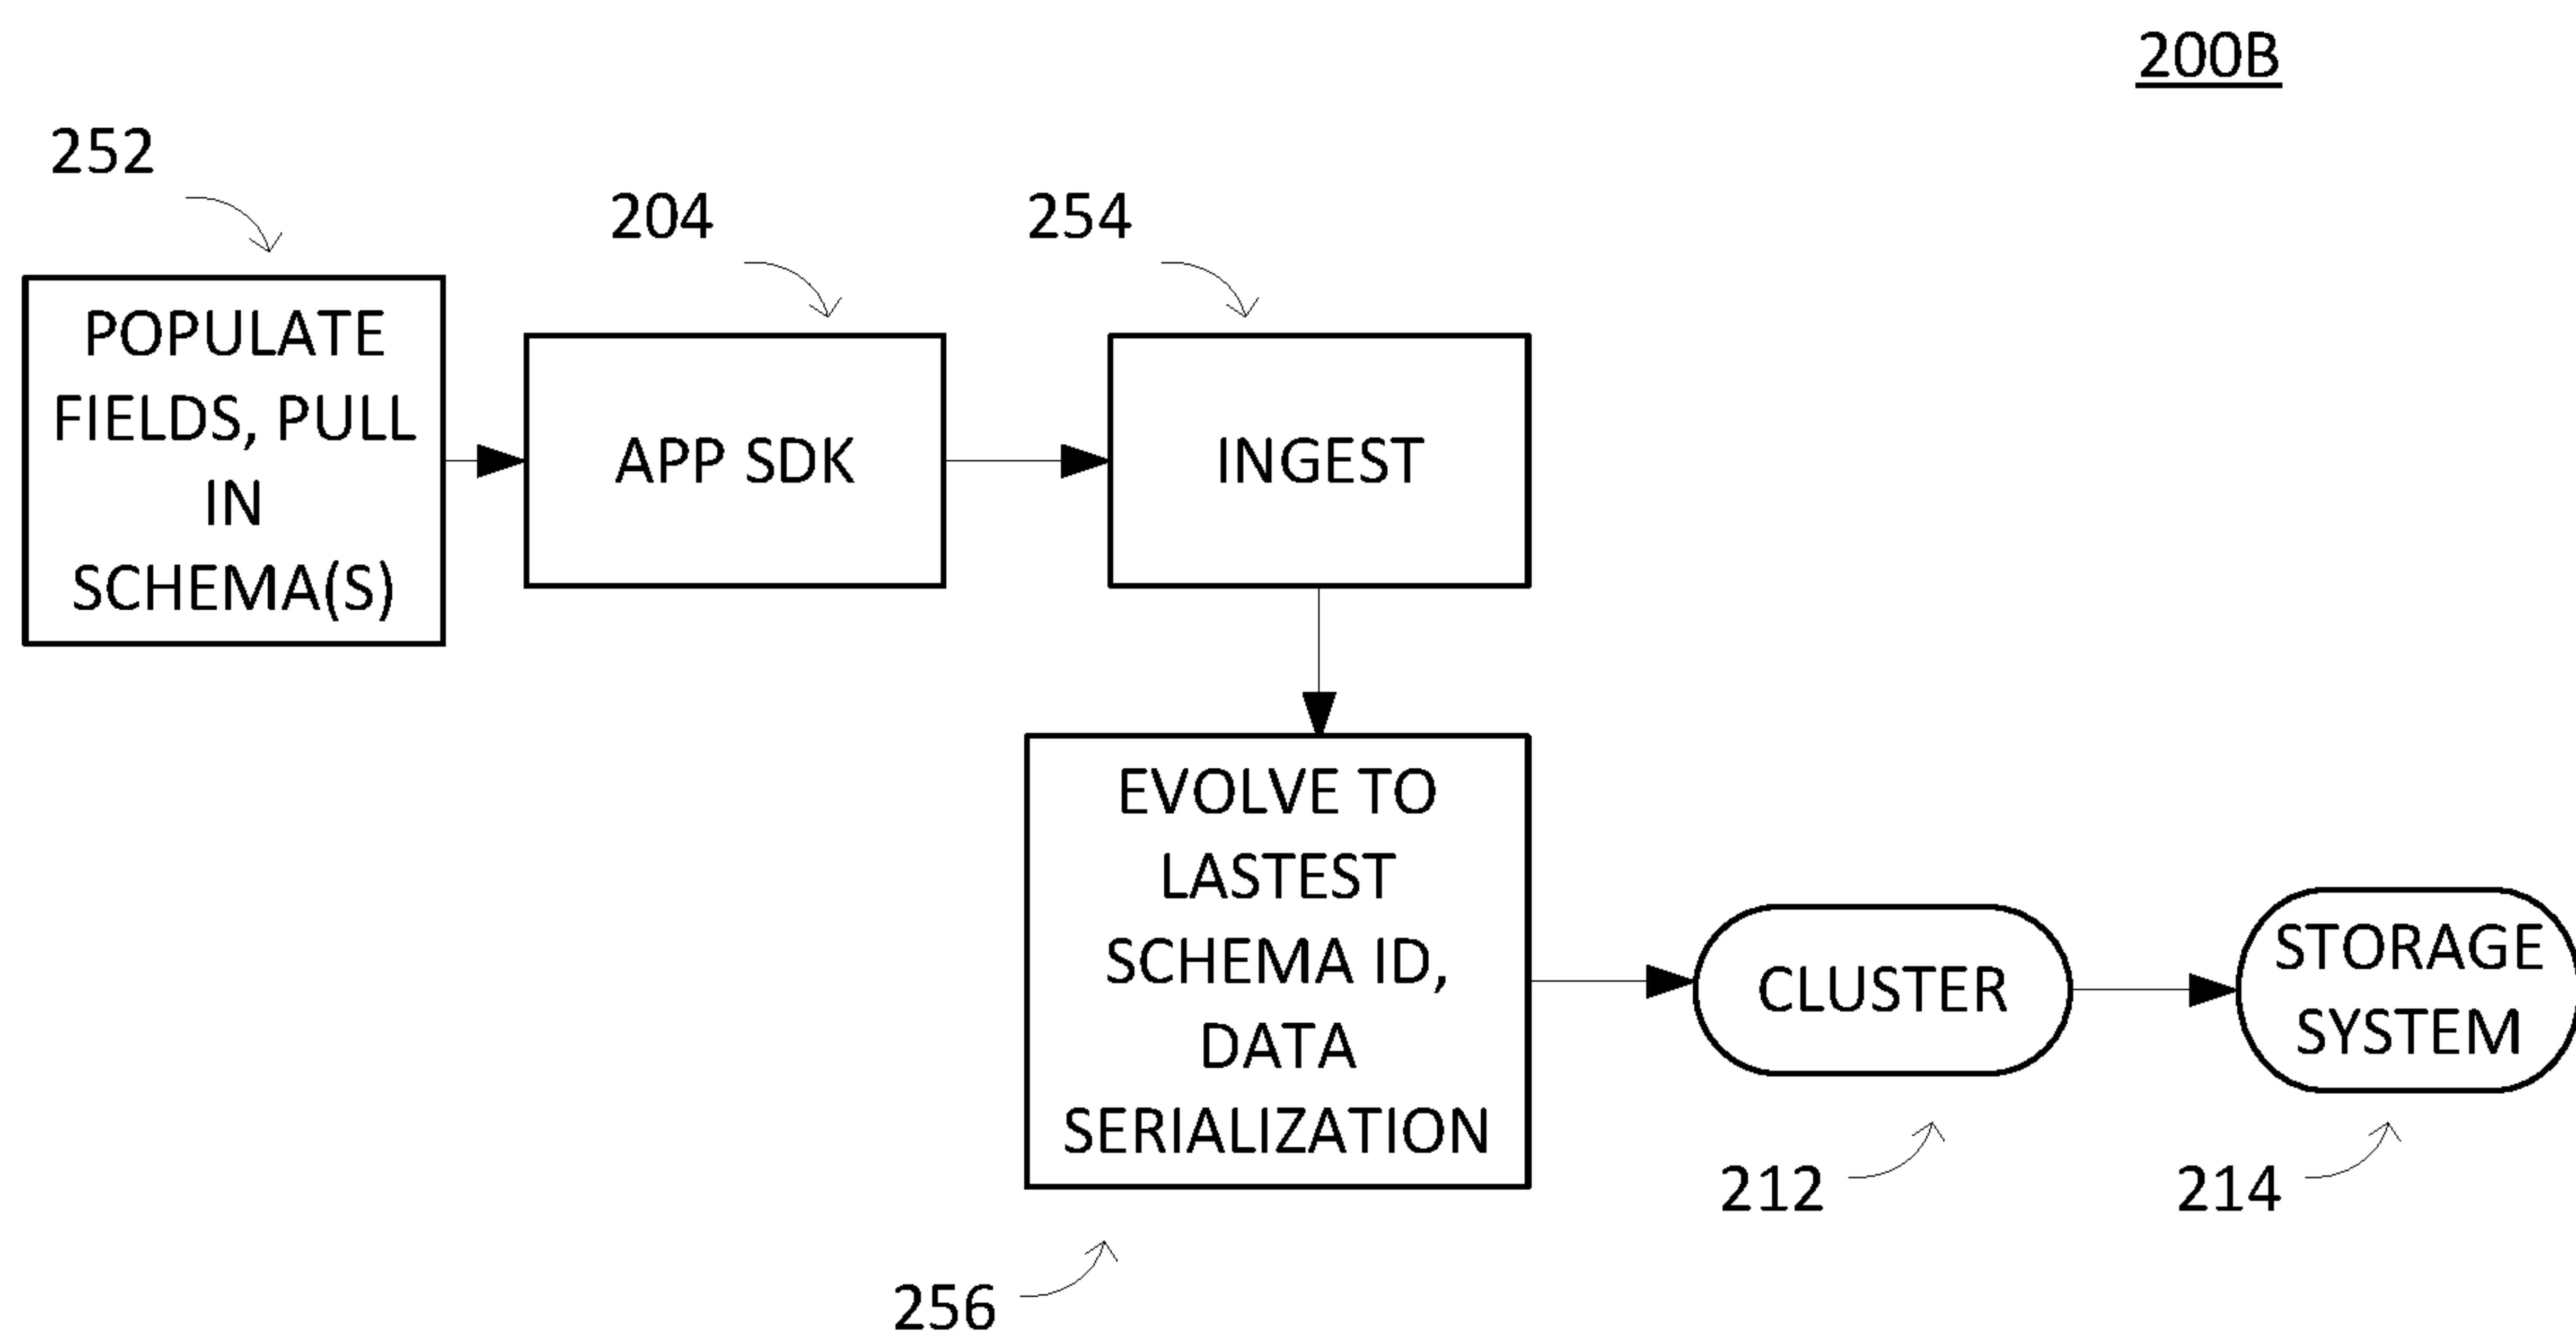 200B
252
204
254
POPULATE
FIELDS, PULL
IN
SCHEMA(S)
APP SDK
INGEST
EVOLVE TO
LASTEST
SCHEMA ID,
DATA
SERIALIZATION
CLUSTER
STORAGE
SYSTEM
212
214
256